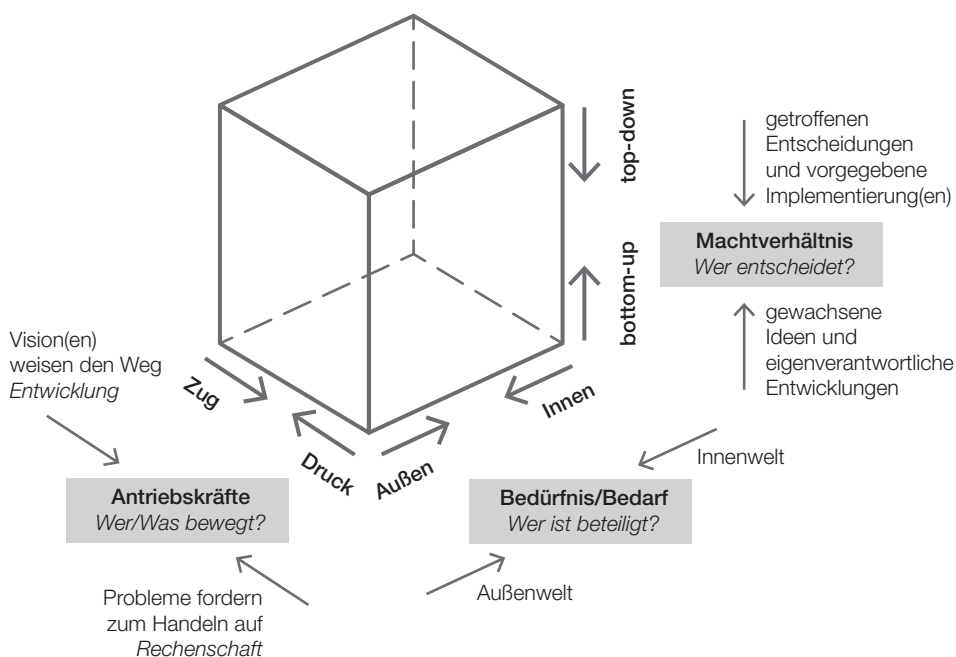 top-down
bottom-up
getroffenen
Entscheidungen
und vorgegebene
Implementierung(en)
Machtverhältnis
Wer entscheidet?
gewachsene
Ideen und
eigenverantwortliche
Entwicklungen
Vision(en)
weisen den Weg
Entwicklung
Zug
Druck
Außen
Innen
Innenwelt
Antriebskräfte
Wer/Was bewegt?
Bedürfnis/Bedarf
Wer ist beteiligt?
Probleme fordern
zum Handeln auf
Rechenschaft
Außenwelt